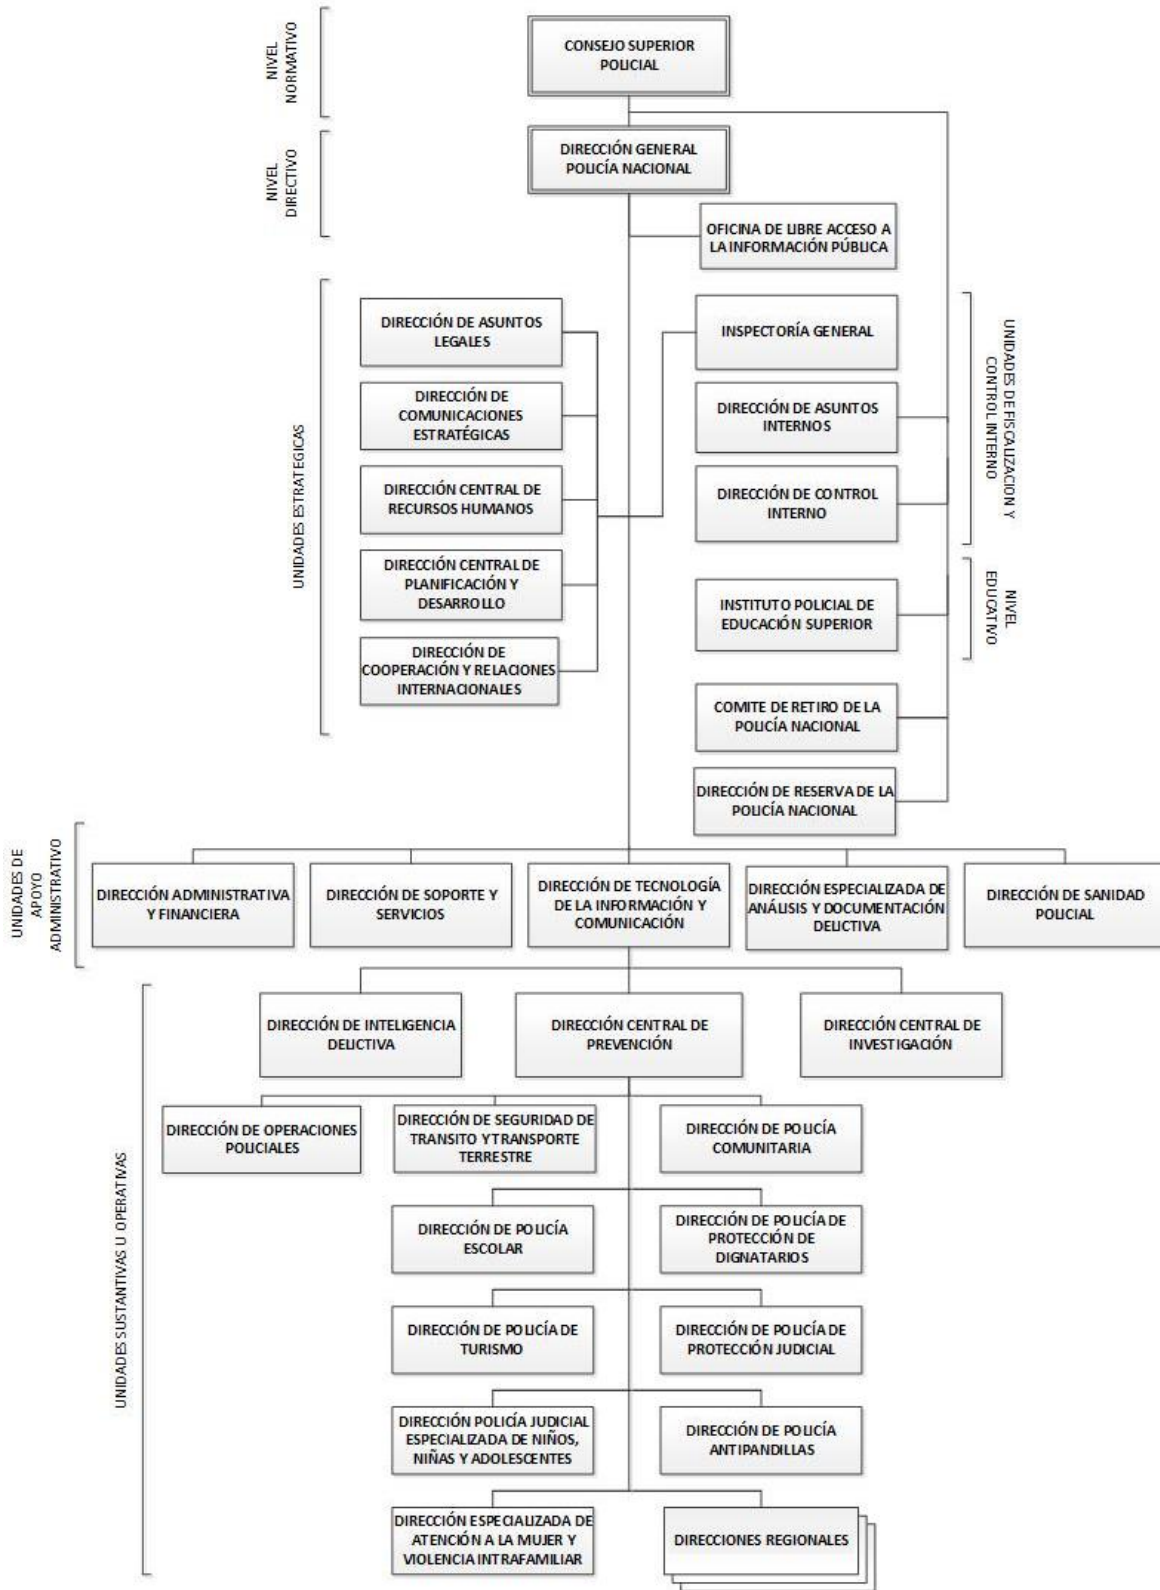 NIVEL
NORMATIVO
CONSEJO SUPERIOR
POLICIAL
NIVEL
DIRECTIVO
DIRECCIÓN GENERAL
POLICÍA NACIONAL
OFICINA DE LIBRE ACCESO A
LA INFORMACIÓN PÚBLICA
UNIDADES ESTRATEGICAS
DIRECCIÓN DE ASUNTOS
LEGALES
DIRECCIÓN DE
COMUNICACIONES
ESTRATÉGICAS
DIRECCIÓN CENTRAL DE
RECURSOS HUMANOS
DIRECCIÓN CENTRAL DE
PLANIFICACIÓN Y
DESARROLLO
DIRECCIÓN DE
COOPERACIÓN Y RELACIONES
INTERNACIONALES
INSPECTORÍA GENERAL
DIRECCIÓN DE ASUNTOS
INTERNOS
DIRECCIÓN DE CONTROL
INTERNO
UNIDADES DE FISCALIZACION Y
CONTROL INTERNO
INSTITUTO POLICIAL DE
EDUCACIÓN SUPERIOR
NIVEL
EDUCATIVO
COMITE DE RETIRO DE LA
POLICÍA NACIONAL
DIRECCIÓN DE RESERVA DE LA
POLICÍA NACIONAL
UNIDADES DE
APOYO
ADMINISTRATIVO
DIRECCIÓN ADMINISTRATIVA
Y FINANCIERA
DIRECCIÓN DE SOPORTE Y
SERVICIOS
DIRECCIÓN DE TECNOLOGÍA
DE LA INFORMACIÓN Y
COMUNICACIÓN
DIRECCIÓN ESPECIALIZADA DE
ANÁLISIS Y DOCUMENTACIÓN
DELICTIVA
DIRECCIÓN DE SANIDAD
POLICIAL
UNIDADES SUSTANTIVAS U OPERATIVAS
DIRECCIÓN DE INTELIGENCIA
DELICTIVA
DIRECCIÓN CENTRAL DE
PREVENCIÓN
DIRECCIÓN CENTRAL DE
INVESTIGACIÓN
DIRECCIÓN DE OPERACIONES
POLICIALES
DIRECCIÓN DE SEGURIDAD DE
TRANSITO Y TRANSPORTE
TERRESTRE
DIRECCIÓN DE POLICÍA
COMUNITARIA
DIRECCIÓN DE POLICÍA
ESCOLAR
DIRECCIÓN DE POLICÍA DE
PROTECCIÓN DE
DIGNATARIOS
DIRECCIÓN DE POLICÍA DE
TURISMO
DIRECCIÓN DE POLICÍA DE
PROTECCIÓN JUDICIAL
DIRECCIÓN POLICÍA JUDICIAL
ESPECIALIZADA DE NIÑOS,
NIÑAS Y ADOLESCENTES
DIRECCIÓN DE POLICÍA
ANTIPANDILLAS
DIRECCIÓN ESPECIALIZADA DE
ATENCIÓN A LA MUJER Y
VIOLENCIA INTRAFAMILIAR
DIRECCIONES REGIONALES